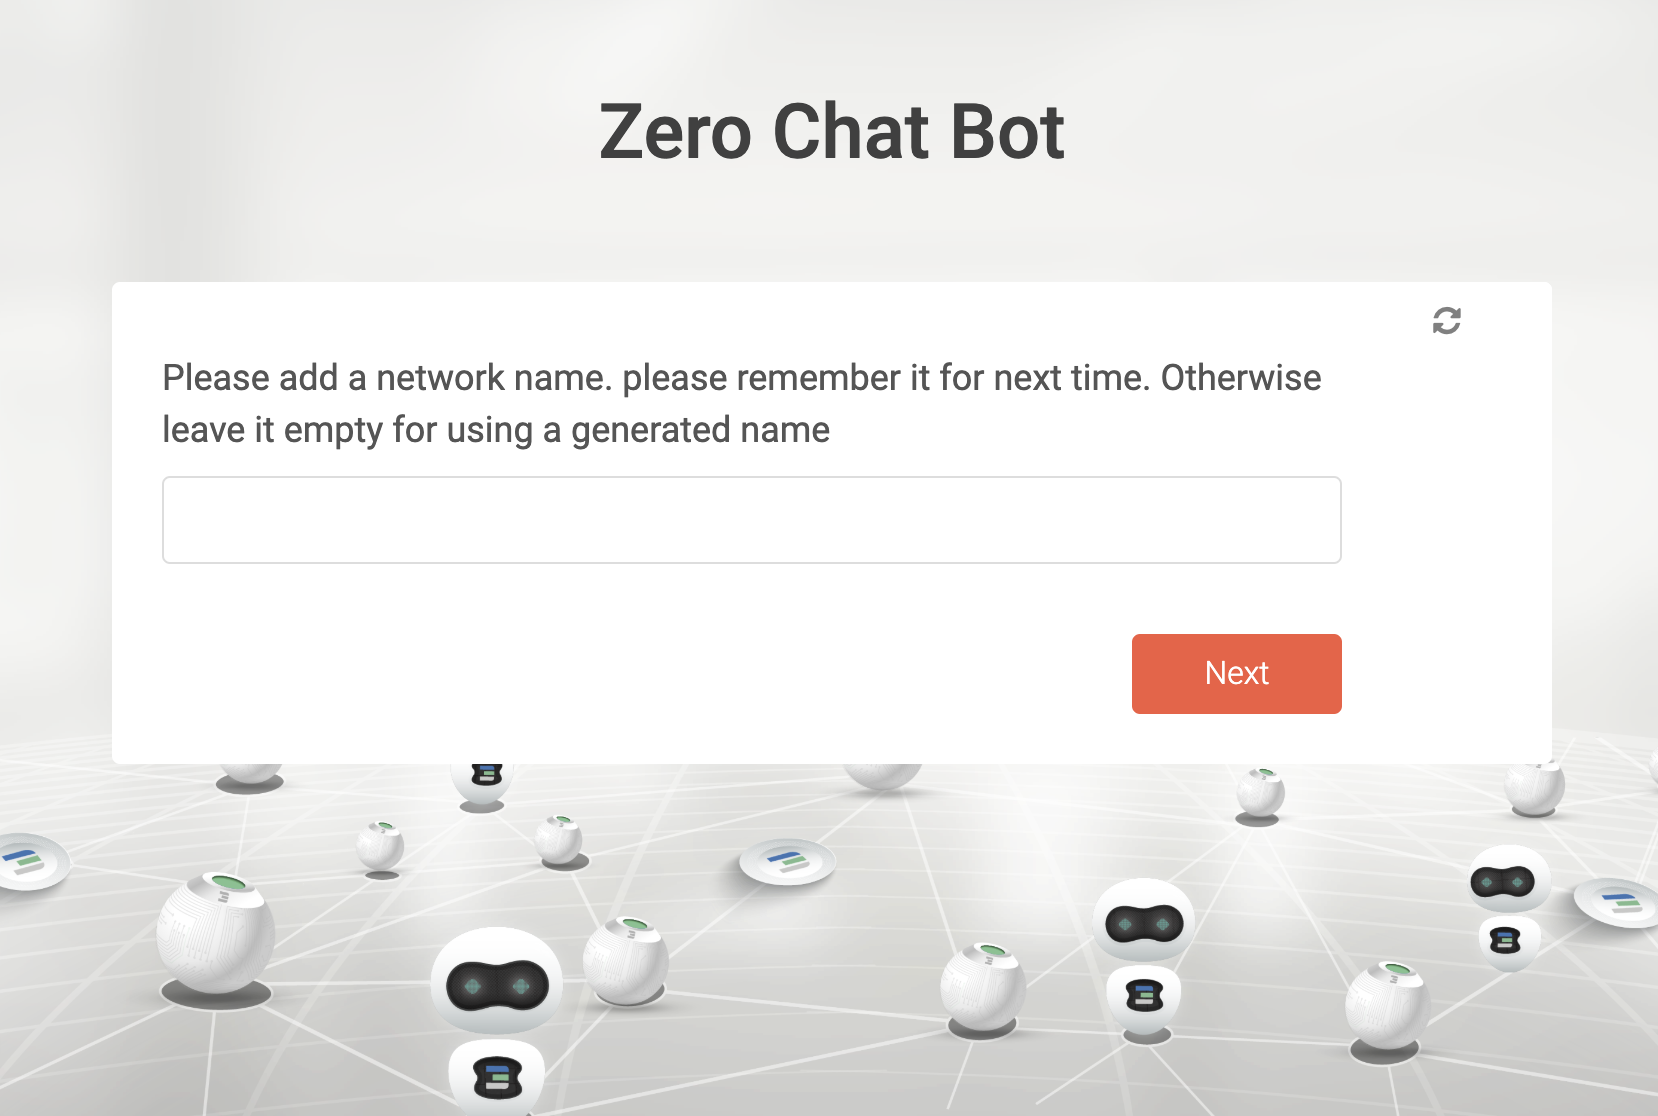 Zero Chat Bot
Please add a network name. please remember it for next time. Otherwise
leave it empty for using a generated name
Next